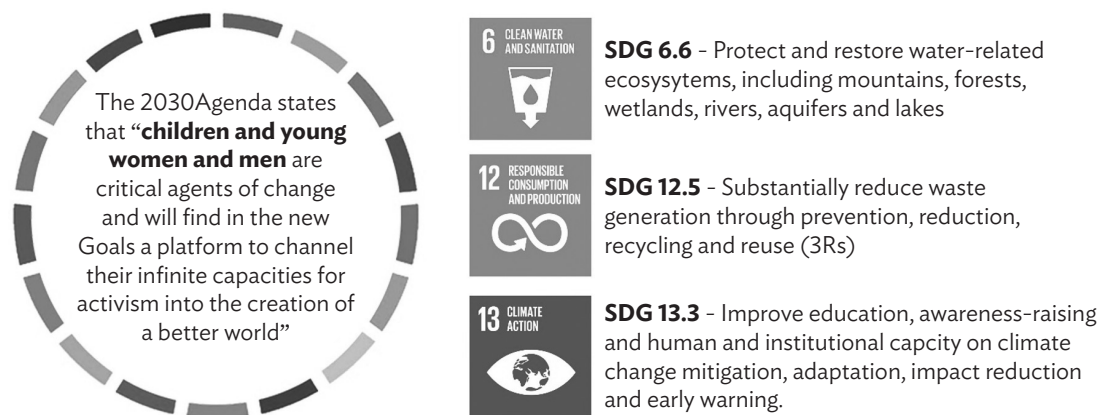 The 2030Agenda states
that “children and young
women and men are
critical agents of change
and will find in the new
Goals a platform to channel
their infinite capacities for
activism into the creation of
a better world”
6 CLEAN WATER
AND SANITATION
SDG 6.6 - Protect and restore water-related
ecosysytems, including mountains, forests,
wetlands, rivers, aquifers and lakes
12 RESPONSIBLE
CONSUMPTION
AND PRODUCTION
SDG 12.5 - Substantially reduce waste
generation through prevention, reduction,
recycling and reuse (3Rs)
13 CLIMATE
ACTION
SDG 13.3 - Improve education, awareness-raising
and human and institutional capcity on climate
change mitigation, adaptation, impact reduction
and early warning.